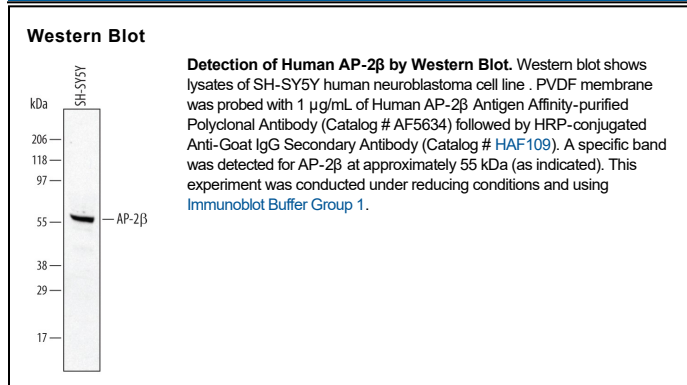 Western Blot
SH-SY5Y
kDa
206
118
97
55
38
29
17
AP-2β
Detection of Human AP-2β by Western Blot. Western blot shows
lysates of SH-SY5Y human neuroblastoma cell line . PVDF membrane
was probed with 1 µg/mL of Human AP-2β Antigen Affinity-purified
Polyclonal Antibody (Catalog # AF5634) followed by HRP-conjugated
Anti-Goat IgG Secondary Antibody (Catalog # HAF109). A specific band
was detected for AP-2β at approximately 55 kDa (as indicated). This
experiment was conducted under reducing conditions and using
Immunoblot Buffer Group 1.